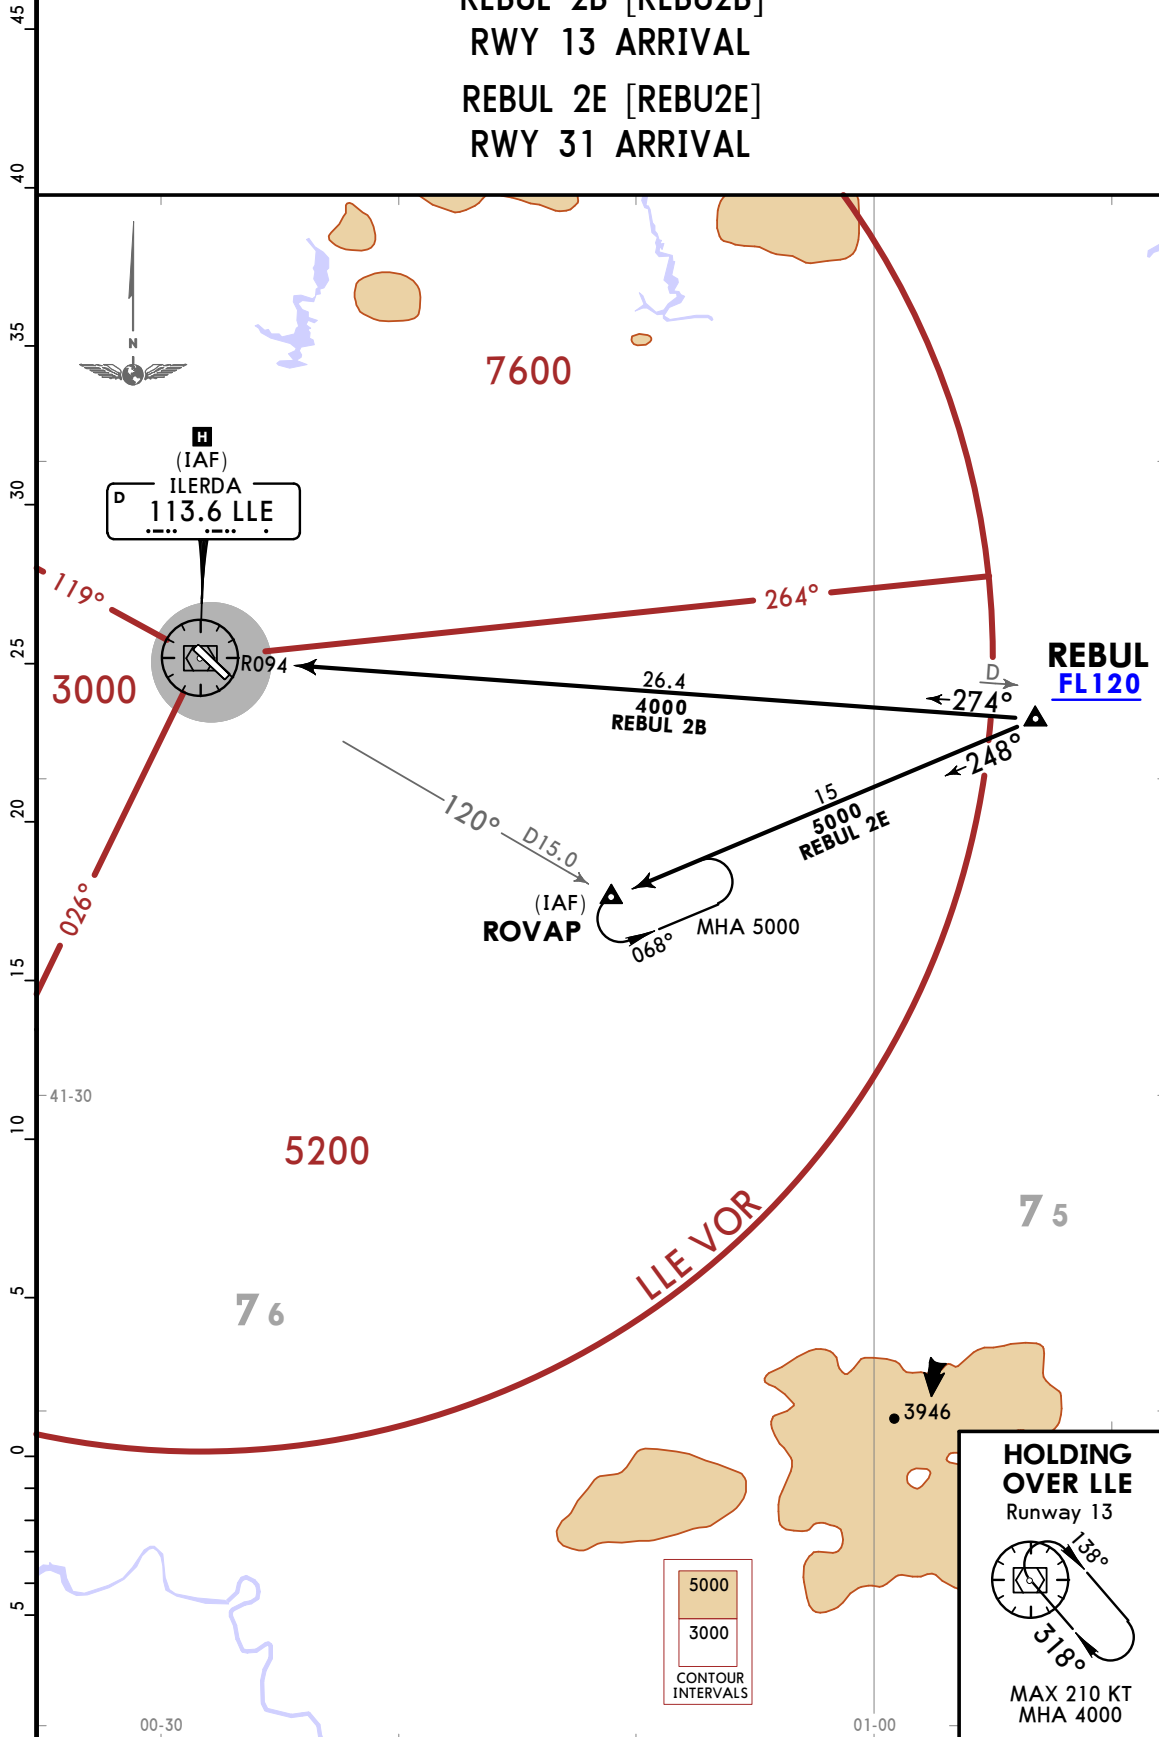 REBUL 2B [REBU2B]
RWY 13 ARRIVAL
REBUL 2E [REBU2E]
RWY 31 ARRIVAL
45
40
35
30
25
20
15
10
5
0
5
N
7600
H
(IAF)
ILERDA
D
113.6 LLE
119°
264°
R094
3000
26.4
4000
REBUL 2B
D
274°
REBUL
FL120
248°
15
5000
REBUL 2E
120°
D15.0
(IAF)
ROVAP
068°
MHA 5000
026°
41-30
5200
LLE VOR
7 5
7 6
3946
5000
3000
CONTOUR
INTERVALS
HOLDING
OVER LLE
Runway 13
138°
318°
MAX 210 KT
MHA 4000
00-30
01-00